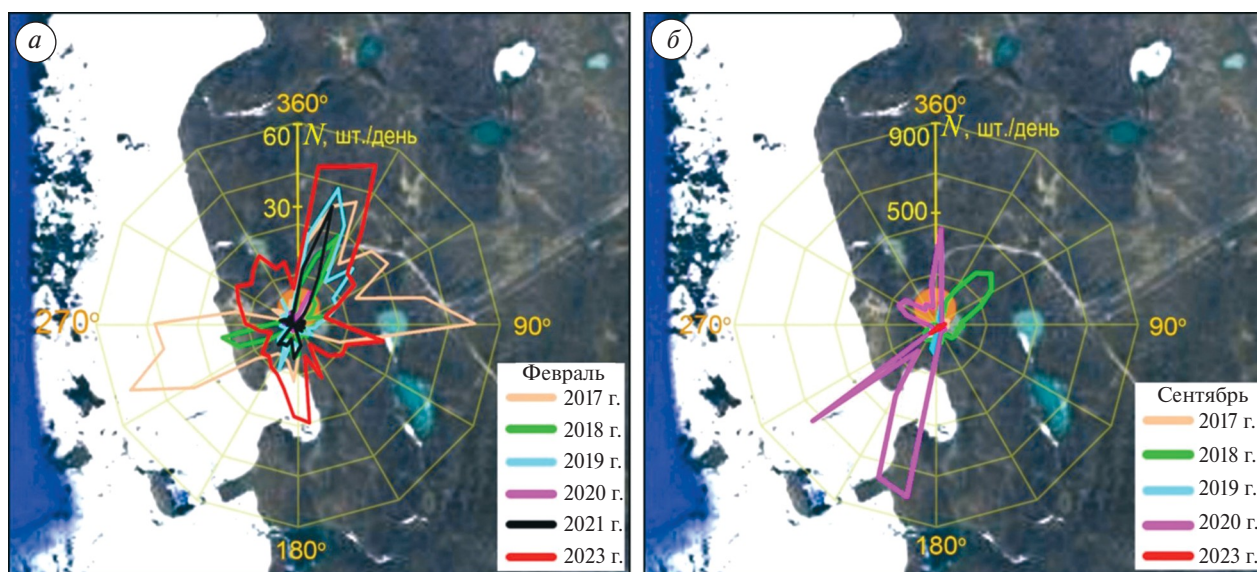 а
360°
60
N, шт./день
30
270°
90°
180°
Февраль
2017 г.
2018 г.
2019 г.
2020 г.
2021 г.
2023 г.
б
360°
900
N, шт./день
500
270°
90°
180°
Сентябрь
2017 г.
2018 г.
2019 г.
2020 г.
2023 г.